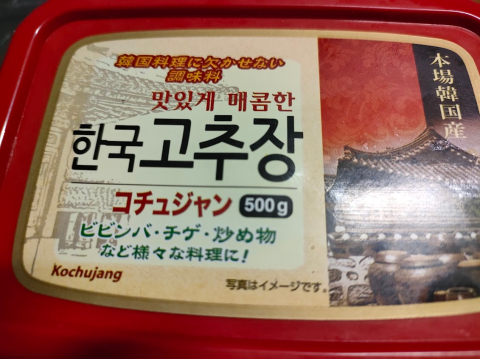 韓国料理に欠かせない
調味料
맛있게 매콤한
한국고추장
コチュジャン 500g
ビビンバ・チゲ・炒め物
など様々な料理に!
Kochujang
写真はイメージです。
本場韓国産